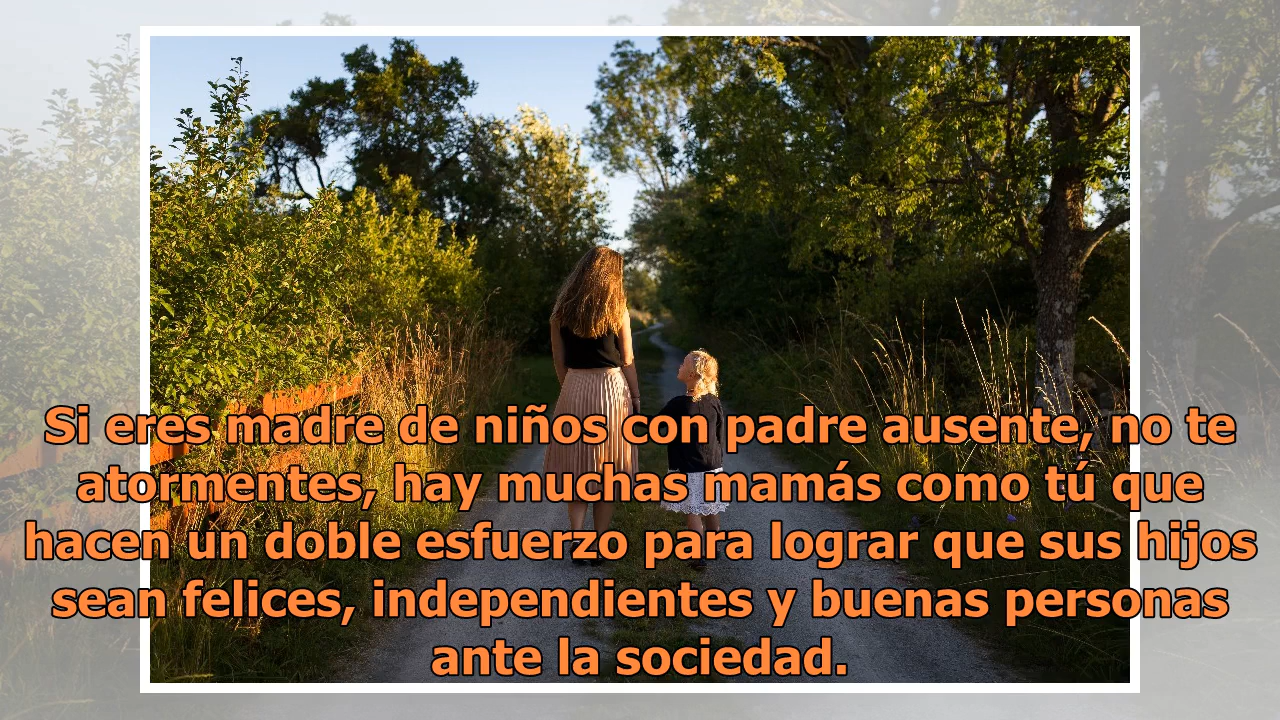 Si eres madre de niños con padre ausente, no te
atormentes, hay muchas mamás como tú que
hacen un doble esfuerzo para lograr que sus hijos
sean felices, independientes y buenas personas
ante la sociedad.